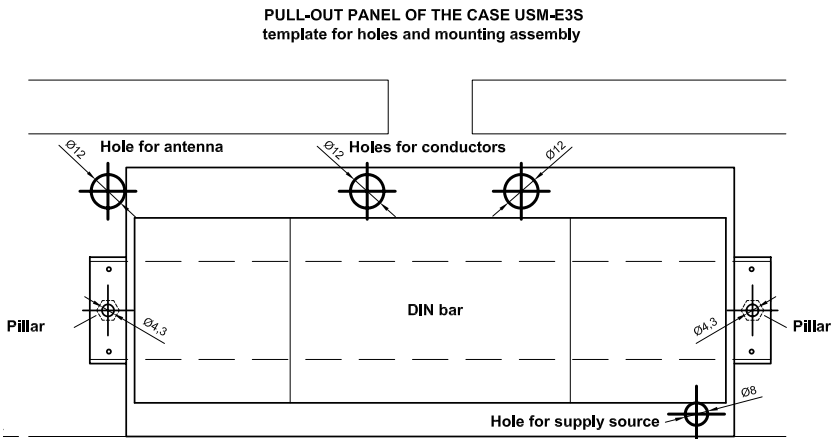 PULL-OUT PANEL OF THE CASE USM-E3S
template for holes and mounting assembly
Ø12
Hole for antenna
Ø12
Holes for conductors
Ø12
DIN bar
Pillar
Ø4,3
Ø4,3
Pillar
Ø8
Hole for supply source